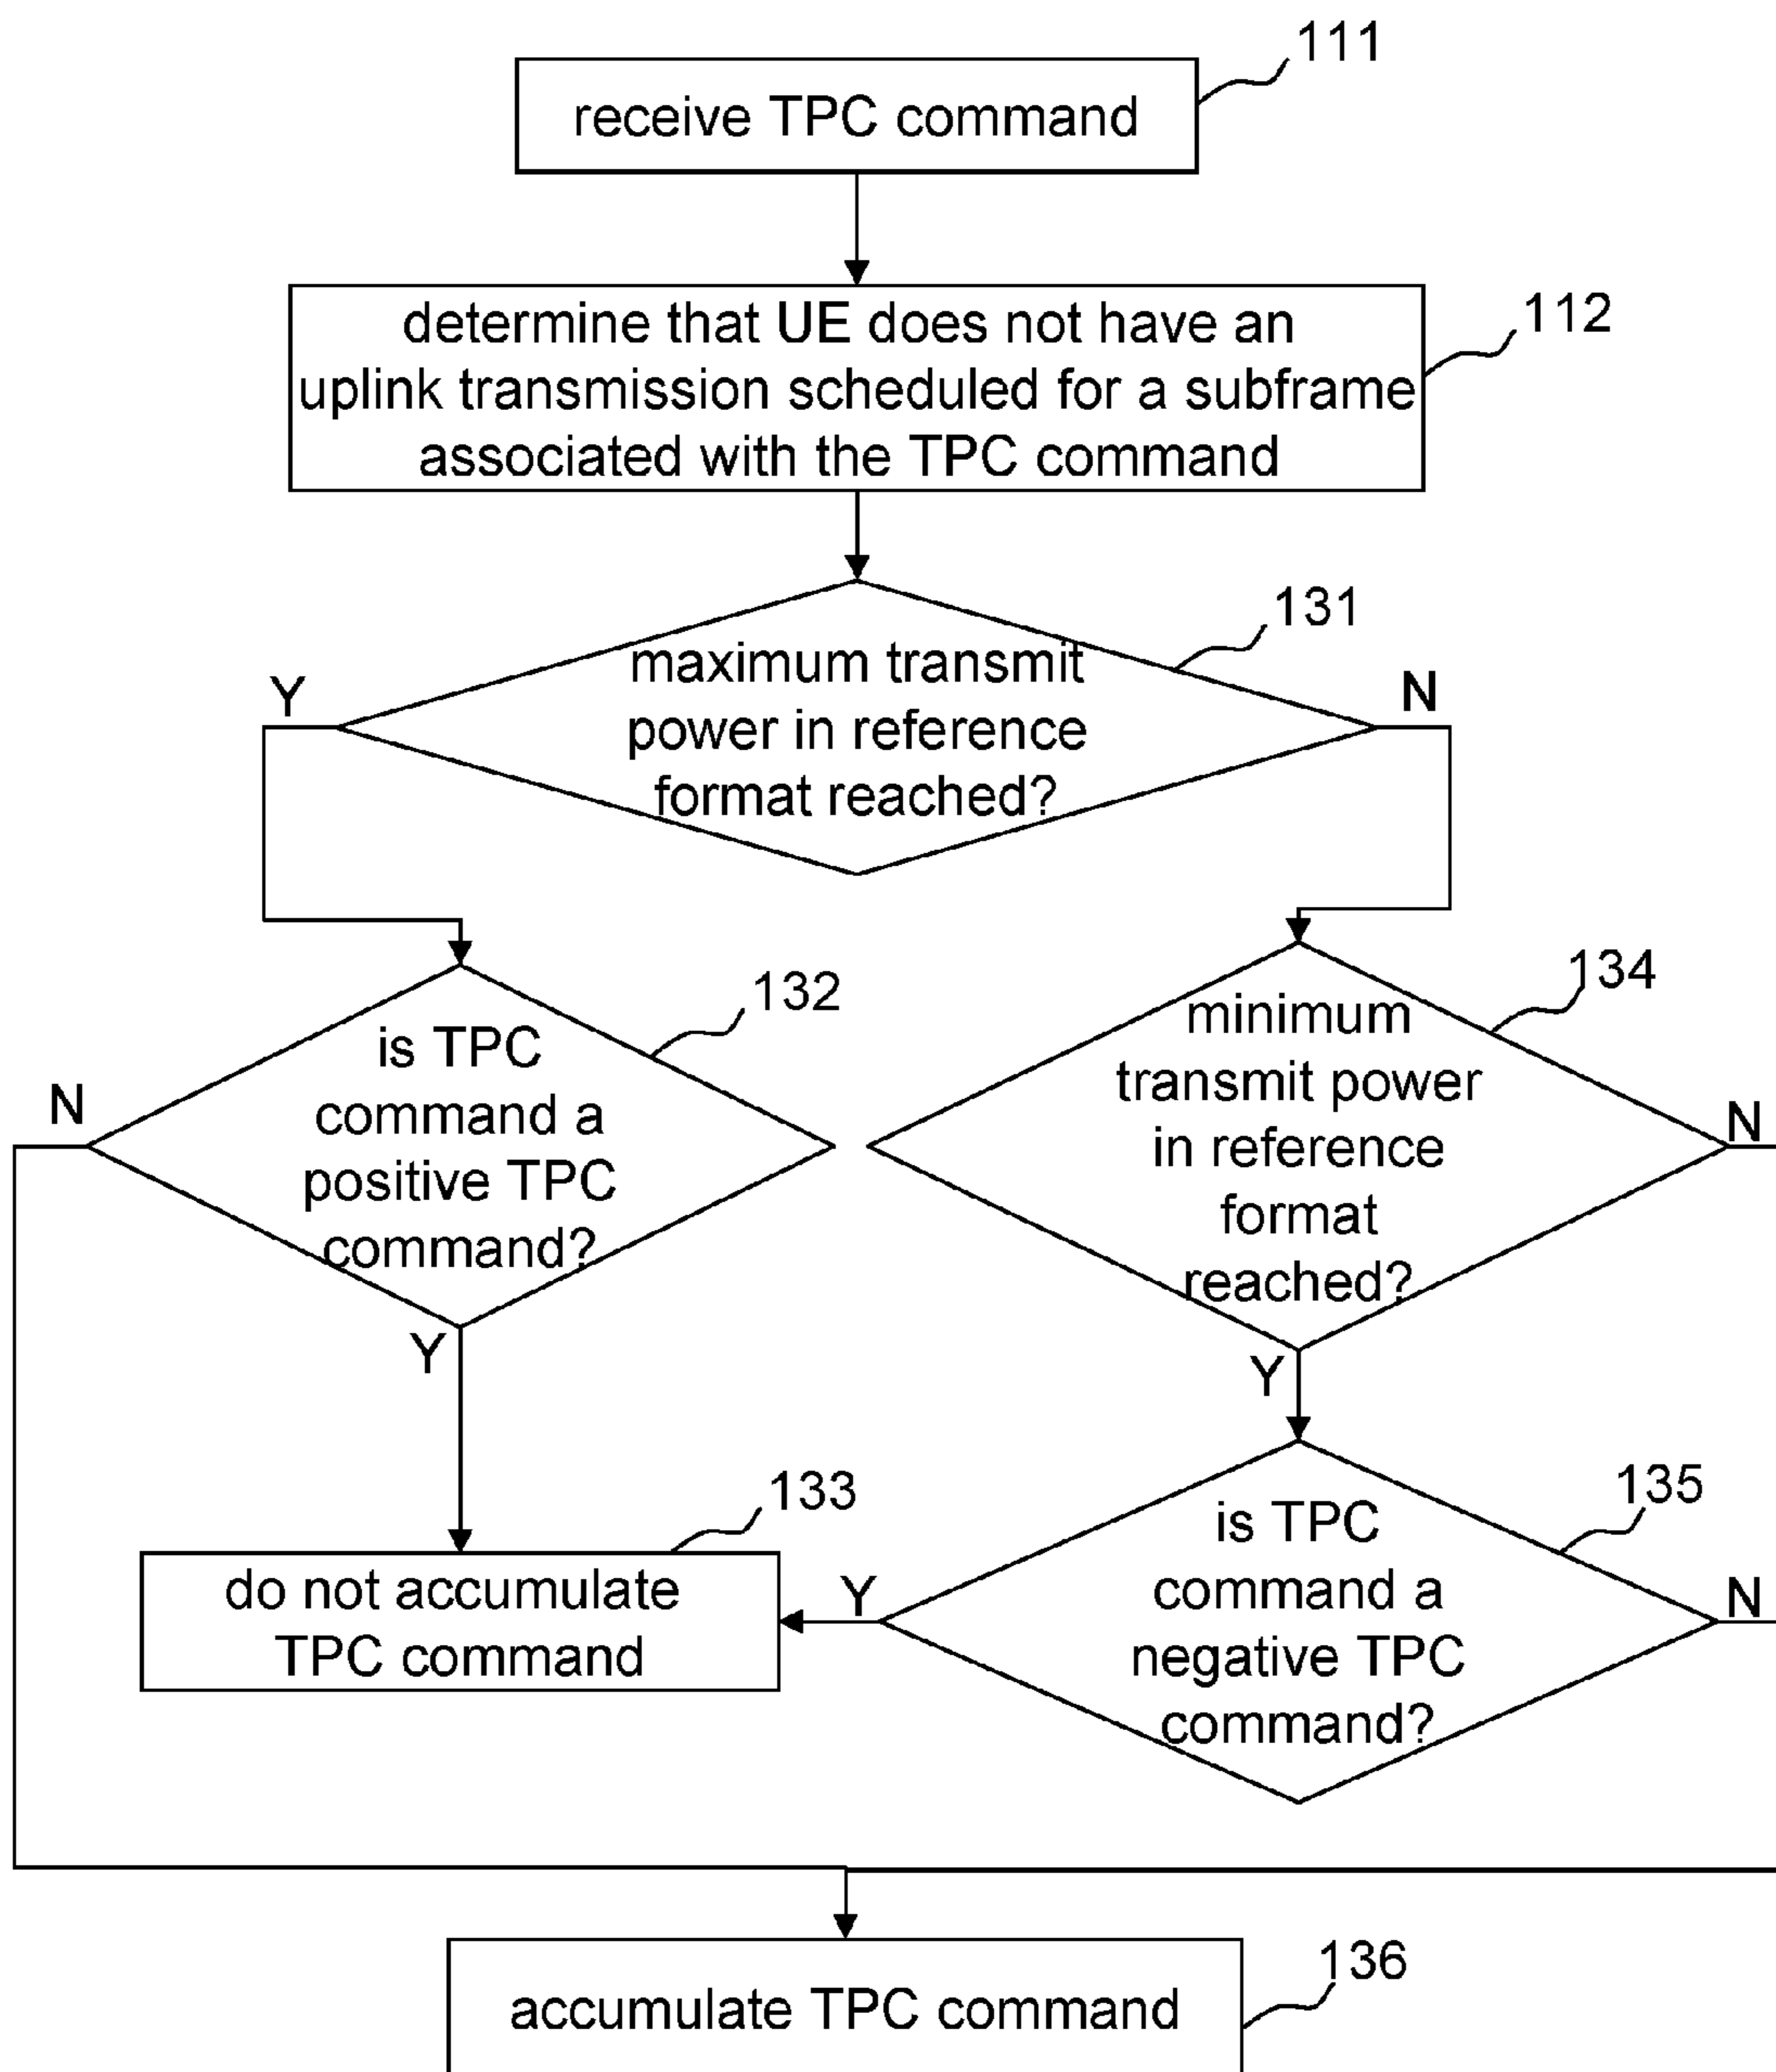 111
receive TPC command
112
determine that UE does not have an
uplink transmission scheduled for a subframe
associated with the TPC command
131
maximum transmit
power in reference
format reached?
Y
N
132
is TPC
command a
positive TPC
command?
N
Y
134
minimum
transmit power
in reference
format
reached?
N
Y
133
do not accumulate
TPC command
135
is TPC
command a
negative TPC
command?
Y
N
136
accumulate TPC command